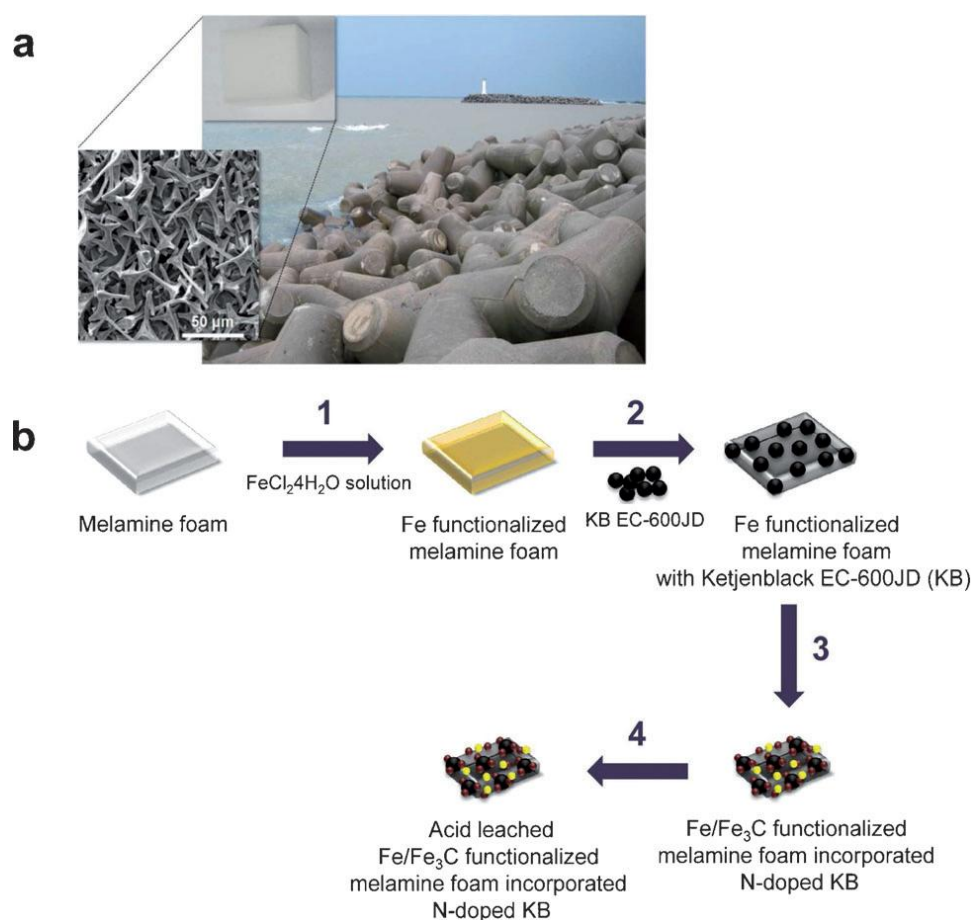 a
50 µm
b
1
FeCl₂4H₂O solution
2
KB EC-600JD
Melamine foam
Fe functionalized
melamine foam
Fe functionalized
melamine foam
with Ketjenblack EC-600JD (KB)
3
4
Acid leached
Fe/Fe₃C functionalized
melamine foam incorporated
N-doped KB
Fe/Fe₃C functionalized
melamine foam incorporated
N-doped KB